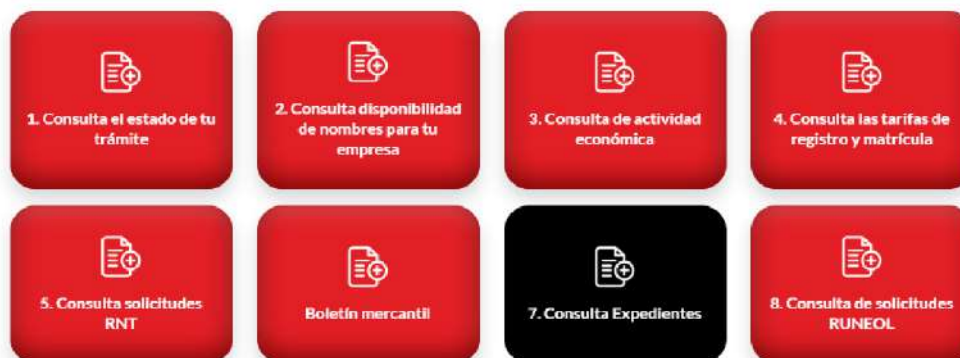 1. Consulta el estado de tu
trámite
2. Consulta disponibilidad
de nombres para tu
empresa
3. Consulta de actividad
económica
4. Consulta las tarifas de
registro y matrícula
5. Consulta solicitudes
RNT
Boletín mercantil
7. Consulta Expedientes
8. Consulta de solicitudes
RUNEOL